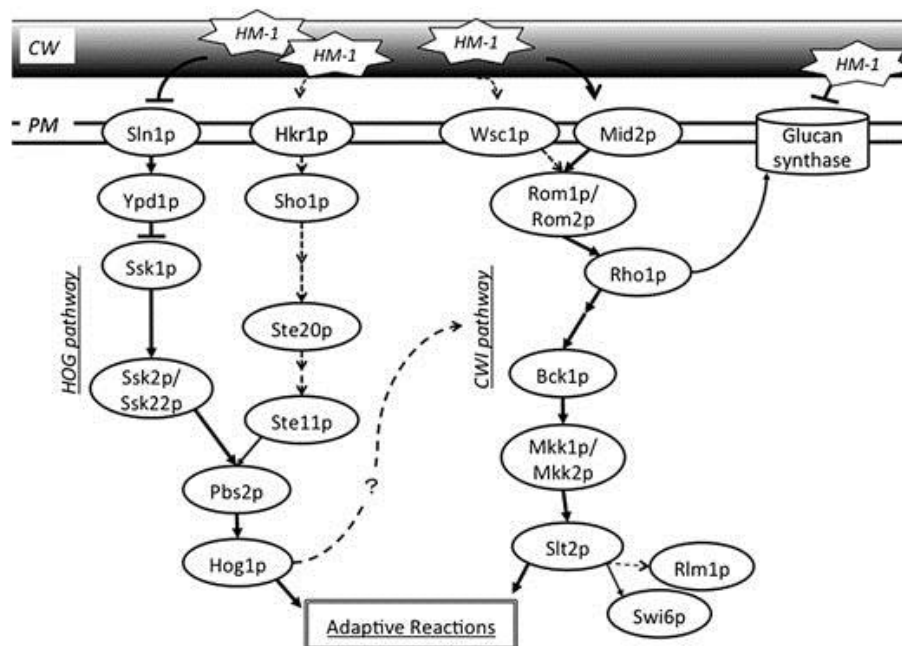 HM-1
HM-1
HM-1
CW
HM-1
PM
Sln1p
Hkr1p
Wsc1p
Mid2p
Glucan
synthase
Ypd1p
Sho1p
Rom1p/
Rom2p
Ssk1p
Rho1p
HOG pathway
CWI pathway
Ste20p
Bck1p
Ssk2p/
Ssk22p
Ste11p
Mkk1p/
Mkk2p
Pbs2p
?
Hog1p
Slt2p
Rlm1p
Swi6p
Adaptive Reactions